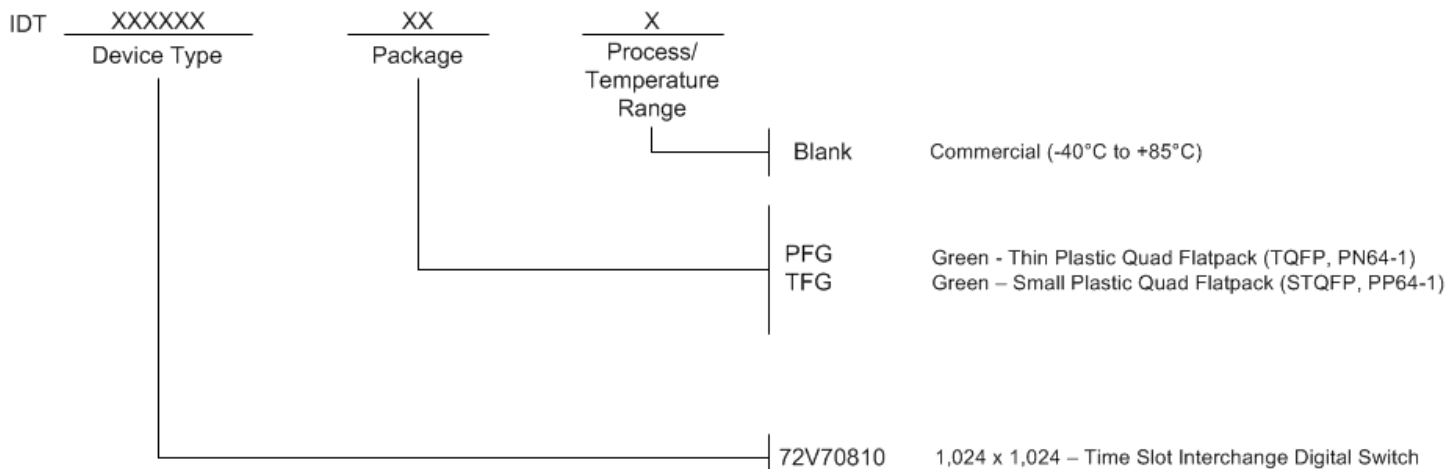 IDT XXXXXX XX X
Device Type Package Process/
Temperature
Range
Blank Commercial (-40°C to +85°C)
PFG Green - Thin Plastic Quad Flatpack (TQFP, PN64-1)
TFG Green – Small Plastic Quad Flatpack (STQFP, PP64-1)
72V70810 1,024 x 1,024 – Time Slot Interchange Digital Switch